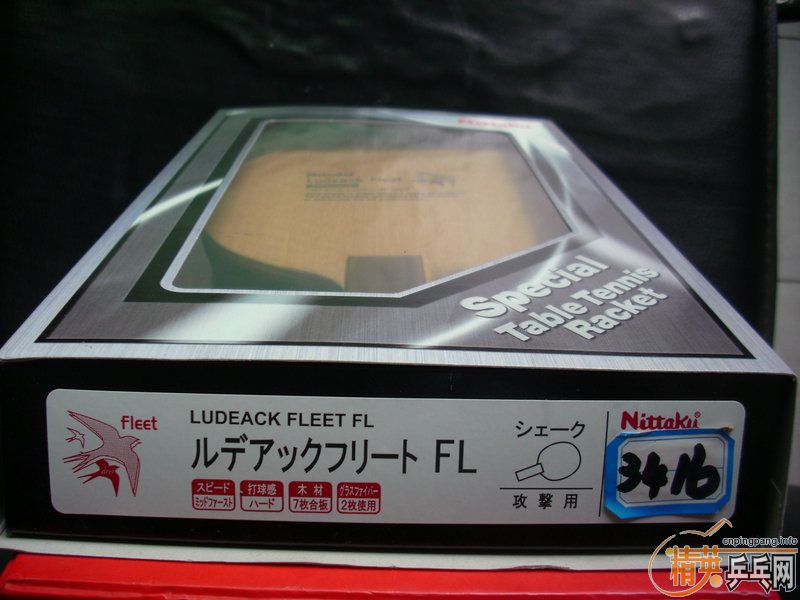 Nittaku
Nittaku
Ludeack Fleet
Special
Table Tennis
Racket
fleet
LUDEACK FLEET FL
ルデアックフリート FL
スピード
ミッドファースト
打球感
ハード
木材
7枚合板
グラスファイバー
2枚使用
シェーク
攻撃用
Nittaku®
3416
cnpingpang.info
精英乒乓网